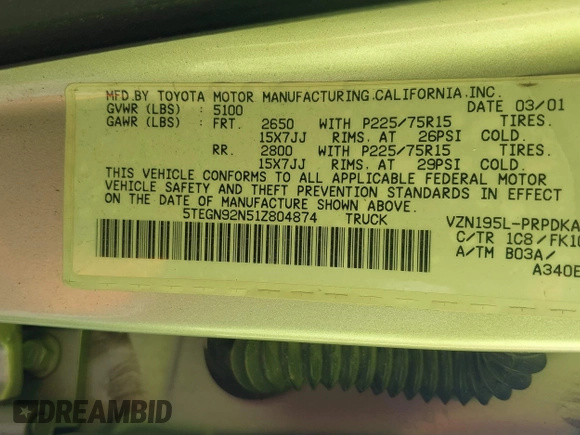 MFD.BY TOYOTA MOTOR MANUFACTURING.CALIFORNIA.INC.
GVWR (LBS) : 5100 DATE 03/01
GAWR (LBS) : FRT. 2650 WITH P225/75R15 TIRES.
15X7JJ RIMS. AT 26PSI COLD.
RR. 2800 WITH P225/75R15 TIRES.
15X7JJ RIMS. AT 29PSI COLD.
THIS VEHICLE CONFORMS TO ALL APPLICABLE FEDERAL MOTOR
VEHICLE SAFETY AND THEFT PREVENTION STANDARDS IN EFFECT
ON THE DATE OF MANUFACTURE SHOWN ABOVE.
5TEGN92N51Z804874 TRUCK VZN195L-PRPDKA
C/TR 1C8/FK10
A/TM B03A/
A340E
DREAMBID